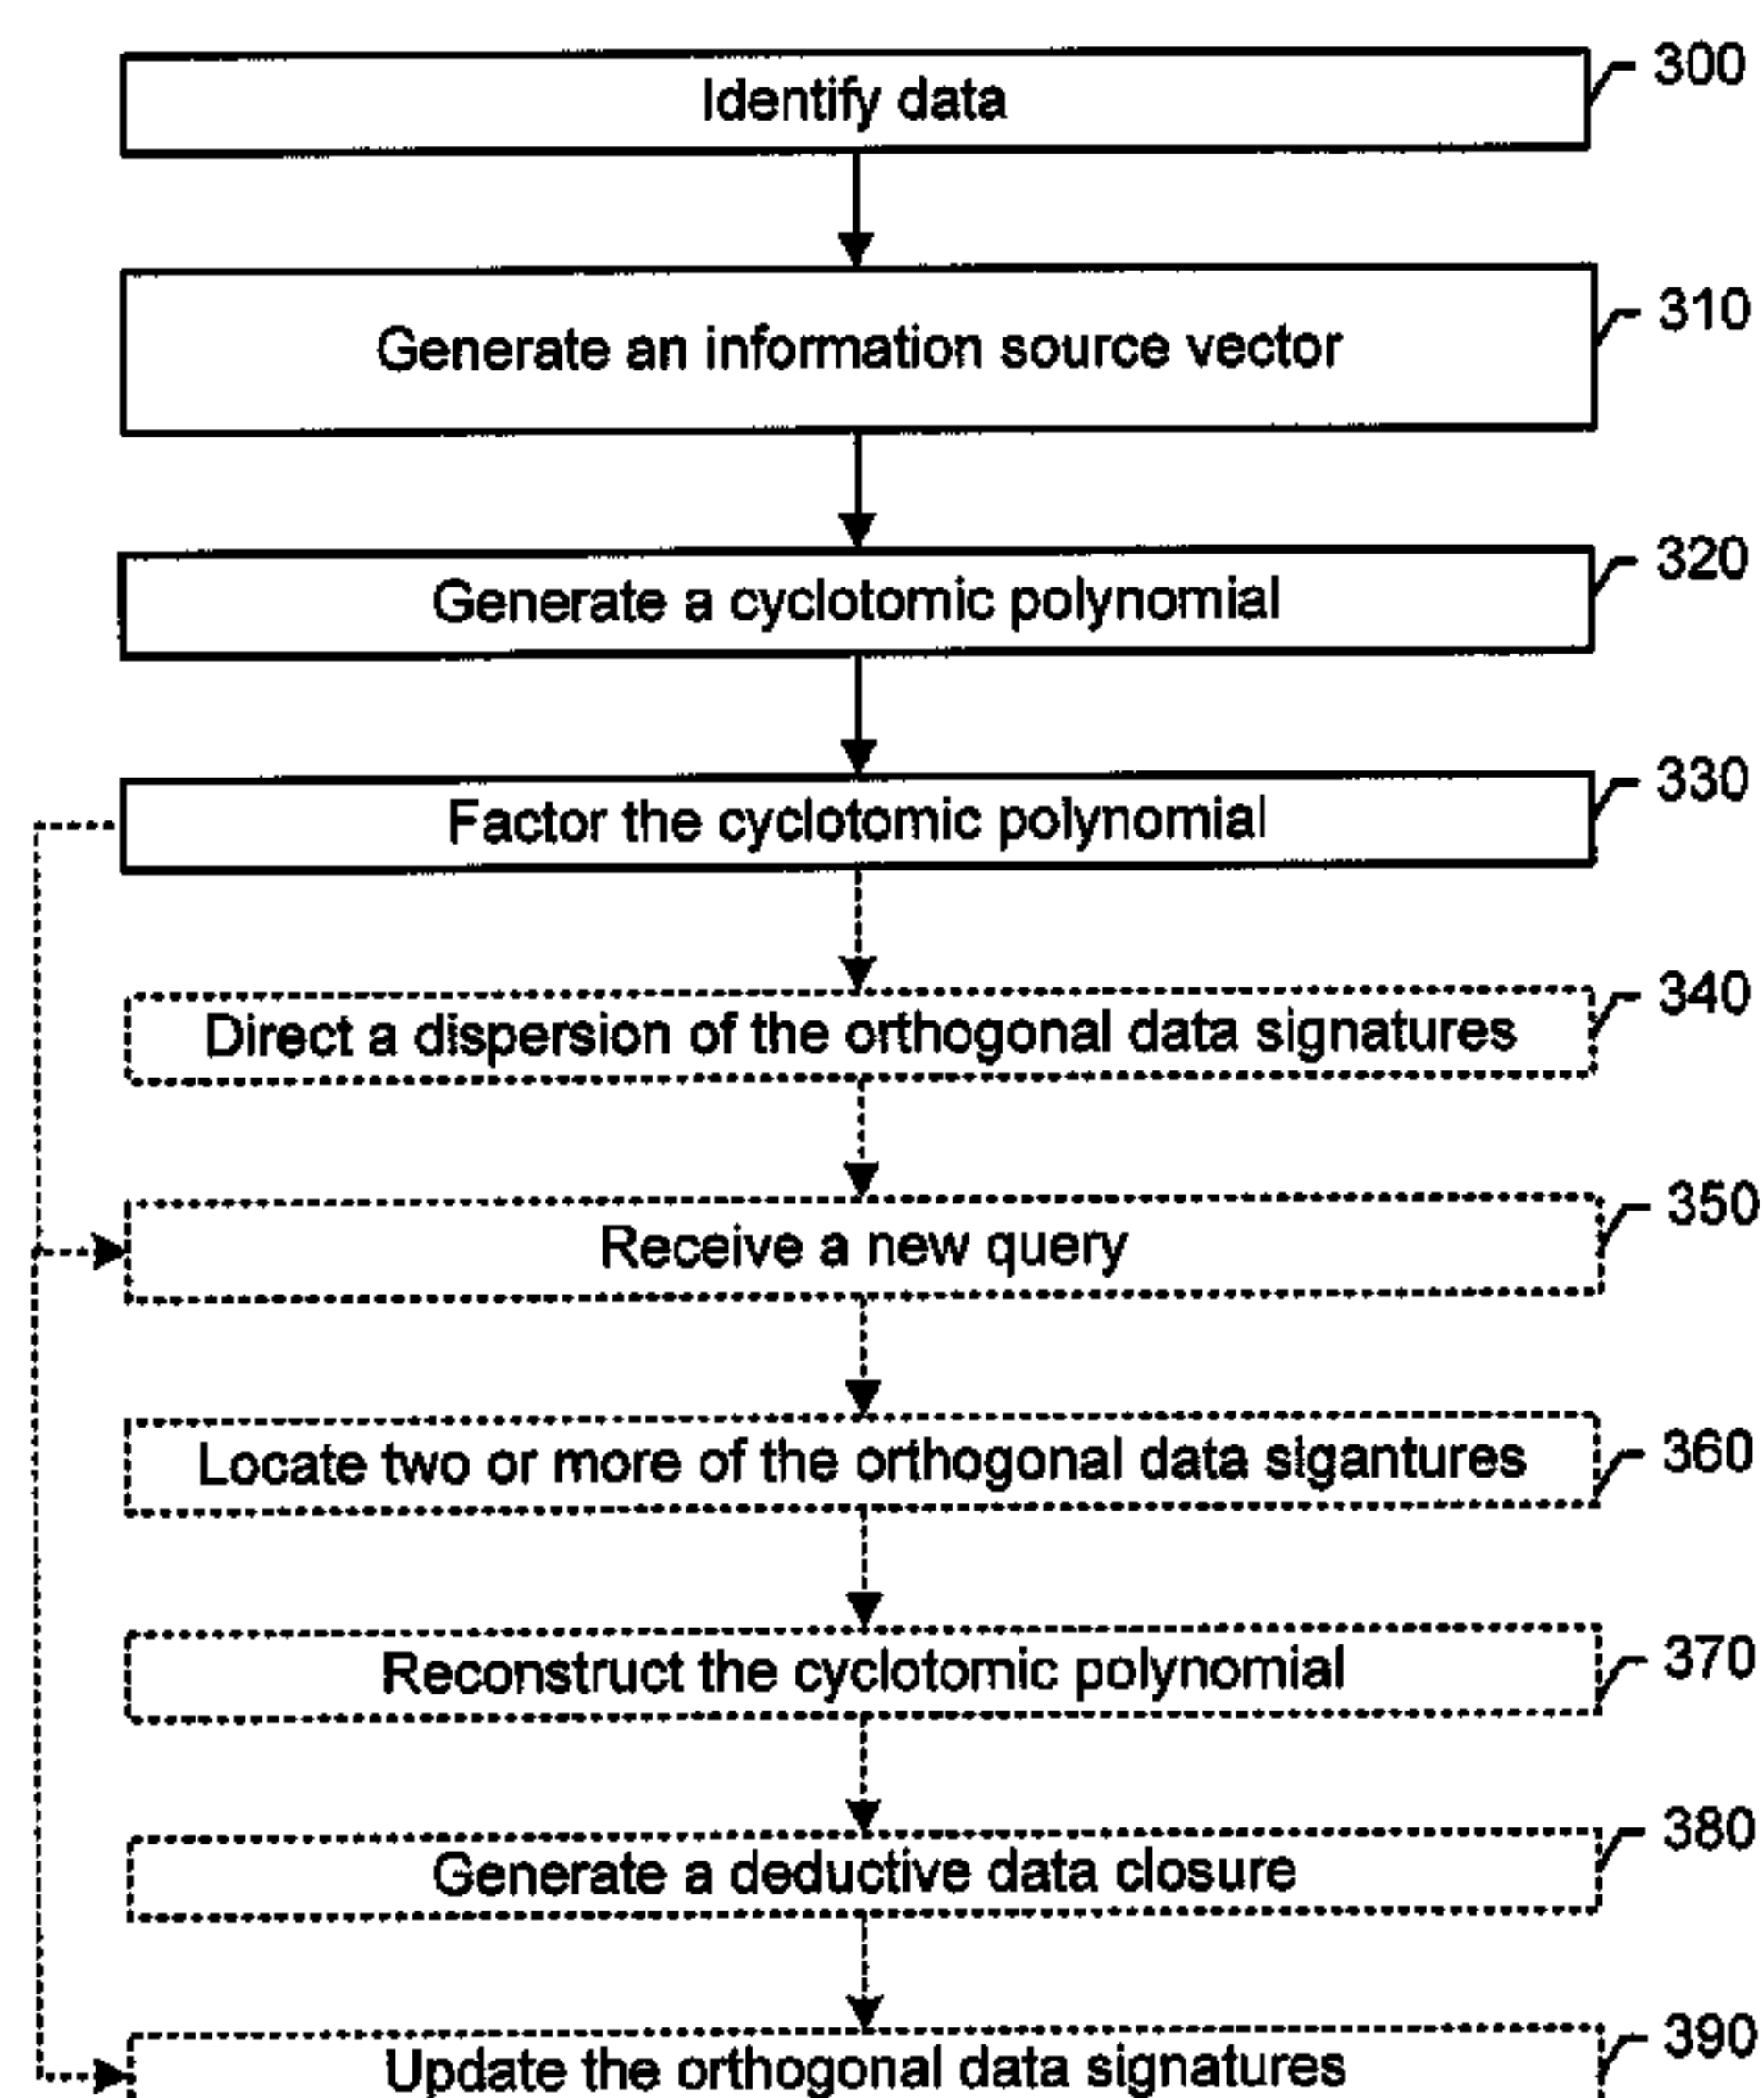 Identify data
300
Generate an information source vector
310
Generate a cyclotomic polynomial
320
Factor the cyclotomic polynomial
330
Direct a dispersion of the orthogonal data signatures
340
Receive a new query
350
Locate two or more of the orthogonal data sigantures
360
Reconstruct the cyclotomic polynomial
370
Generate a deductive data closure
380
Update the orthogonal data signatures
390